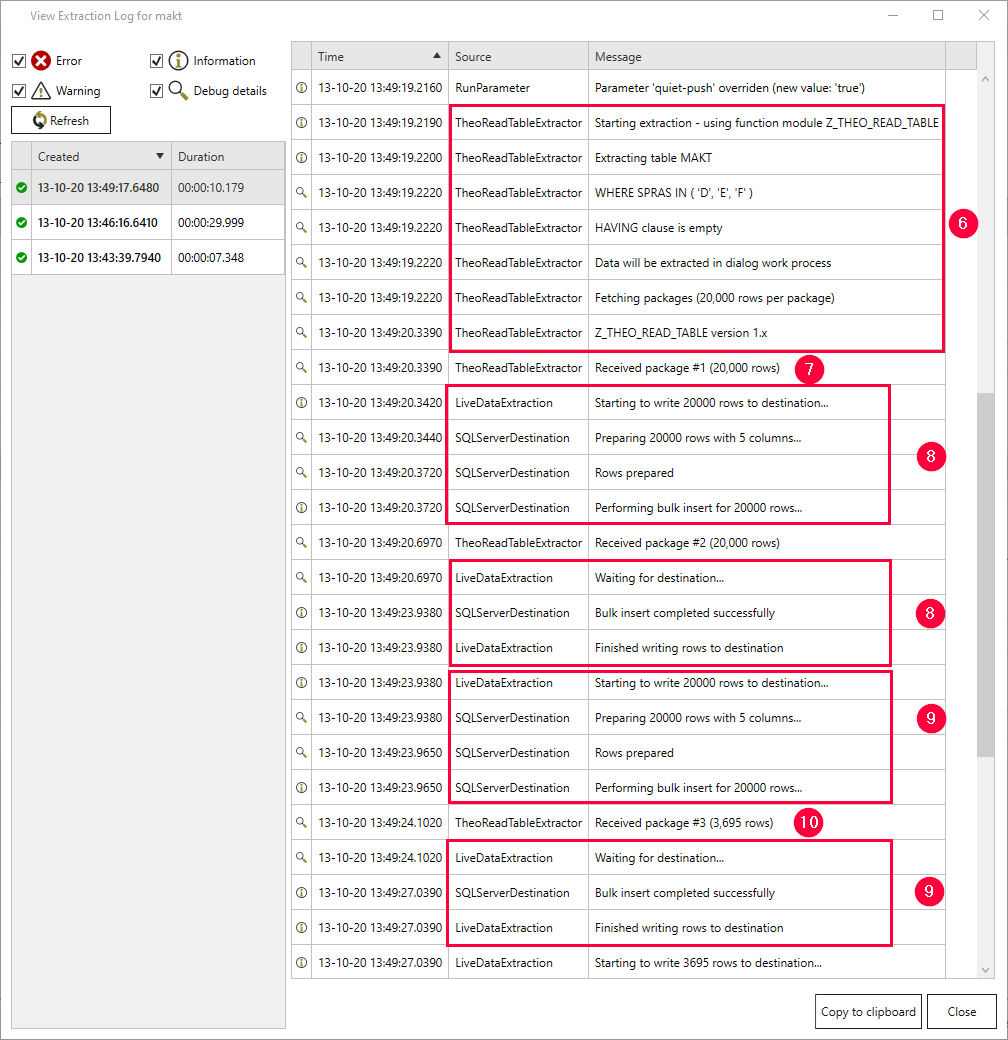 View Extraction Log for makt
Error
Information
Warning
Debug details
Refresh
Created Duration
13-10-20 13:49:17.6480 00:00:10.179
13-10-20 13:46:16.6410 00:00:29.999
13-10-20 13:43:39.7940 00:00:07.348
Time Source Message
13-10-20 13:49:19.2160 RunParameter Parameter 'quiet-push' overriden (new value: 'true')
13-10-20 13:49:19.2190 TheoReadTableExtractor Starting extraction - using function module Z_THEO_READ_TABLE
13-10-20 13:49:19.2200 TheoReadTableExtractor Extracting table MAKT
13-10-20 13:49:19.2220 TheoReadTableExtractor WHERE SPRAS IN ( 'D', 'E', 'F' )
13-10-20 13:49:19.2220 TheoReadTableExtractor HAVING clause is empty
6
13-10-20 13:49:19.2220 TheoReadTableExtractor Data will be extracted in dialog work process
13-10-20 13:49:19.2220 TheoReadTableExtractor Fetching packages (20,000 rows per package)
13-10-20 13:49:20.3390 TheoReadTableExtractor Z_THEO_READ_TABLE version 1.x
13-10-20 13:49:20.3390 TheoReadTableExtractor Received package #1 (20,000 rows) 7
13-10-20 13:49:20.3420 LiveDataExtraction Starting to write 20000 rows to destination...
13-10-20 13:49:20.3440 SQLServerDestination Preparing 20000 rows with 5 columns...
8
13-10-20 13:49:20.3720 SQLServerDestination Rows prepared
13-10-20 13:49:20.3720 SQLServerDestination Performing bulk insert for 20000 rows...
13-10-20 13:49:20.6970 TheoReadTableExtractor Received package #2 (20,000 rows)
13-10-20 13:49:20.6970 LiveDataExtraction Waiting for destination...
13-10-20 13:49:23.9380 SQLServerDestination Bulk insert completed successfully 8
13-10-20 13:49:23.9380 LiveDataExtraction Finished writing rows to destination
13-10-20 13:49:23.9380 LiveDataExtraction Starting to write 20000 rows to destination...
13-10-20 13:49:23.9380 SQLServerDestination Preparing 20000 rows with 5 columns... 9
13-10-20 13:49:23.9650 SQLServerDestination Rows prepared
13-10-20 13:49:23.9650 SQLServerDestination Performing bulk insert for 20000 rows...
13-10-20 13:49:24.1020 TheoReadTableExtractor Received package #3 (3,695 rows) 10
13-10-20 13:49:24.1020 LiveDataExtraction Waiting for destination...
13-10-20 13:49:27.0390 SQLServerDestination Bulk insert completed successfully 9
13-10-20 13:49:27.0390 LiveDataExtraction Finished writing rows to destination
13-10-20 13:49:27.0390 LiveDataExtraction Starting to write 3695 rows to destination...
Copy to clipboard
Close